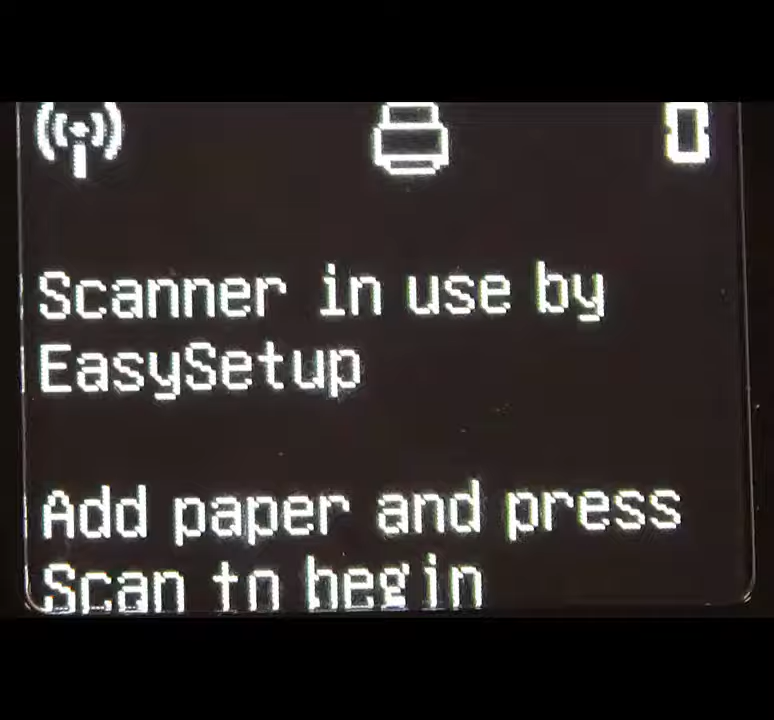 Scanner in use by
EasySetup
Add paper and press
Scan to begin